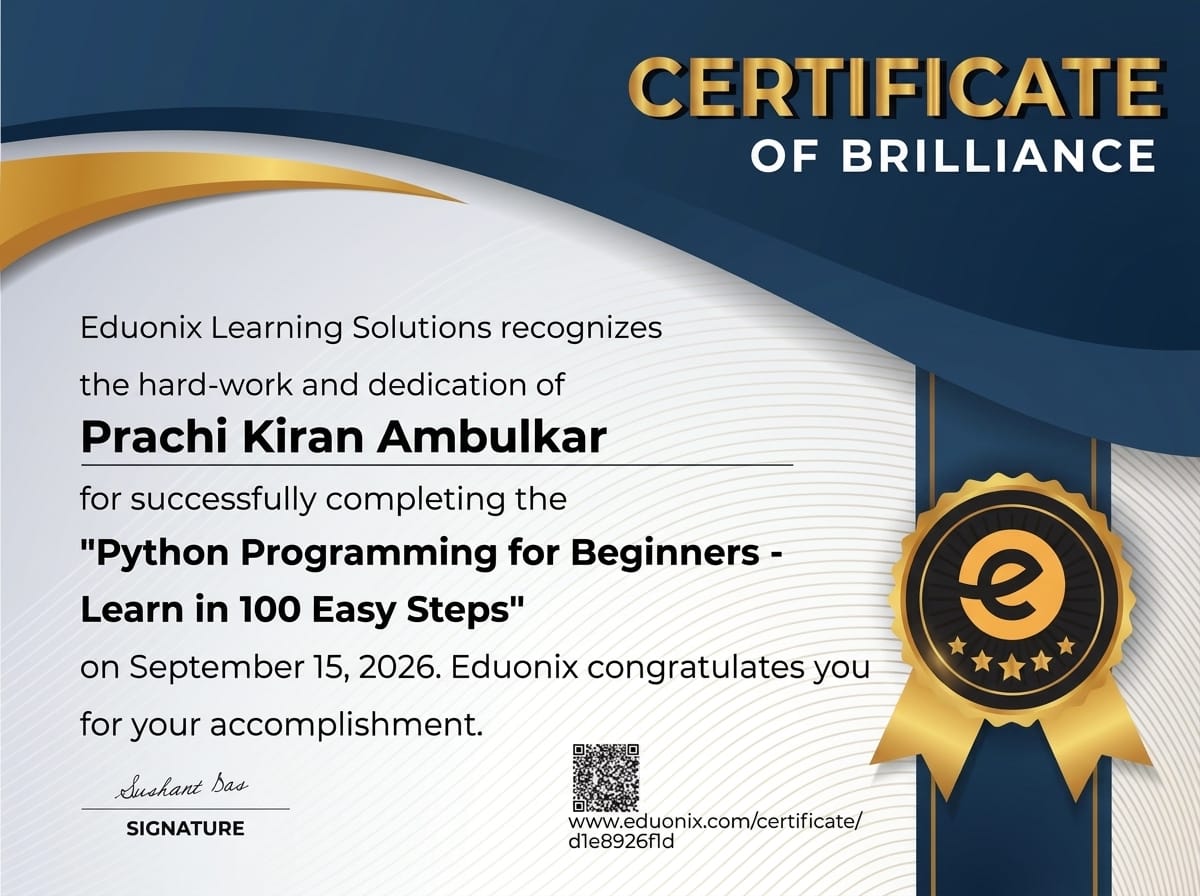 CERTIFICATE
OF BRILLIANCE
Eduonix Learning Solutions recognizes
the hard-work and dedication of
Prachi Kiran Ambulkar
for successfully completing the
"Python Programming for Beginners -
Learn in 100 Easy Steps"
on September 15, 2026. Eduonix congratulates you
for your accomplishment.
Sushant Das
SIGNATURE
www.eduonix.com/certificate/
d1e8926f1d
e